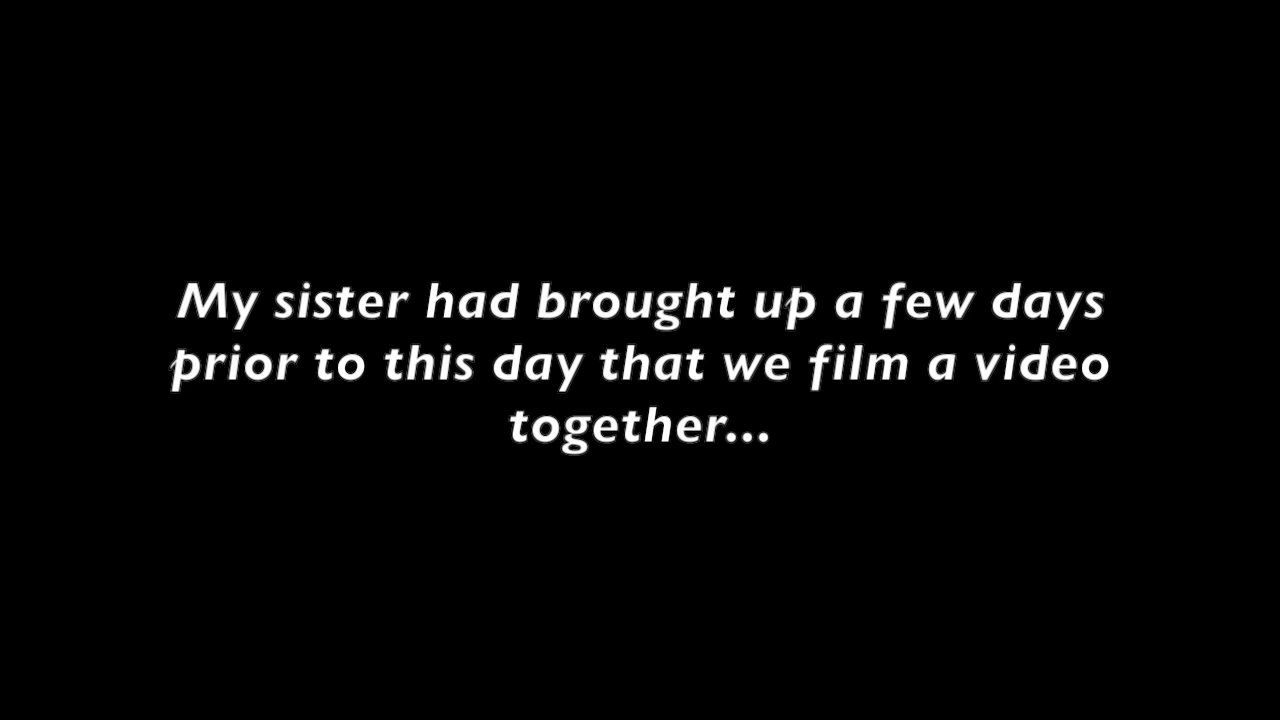 My sister had brought up a few days
prior to this day that we film a video
together...